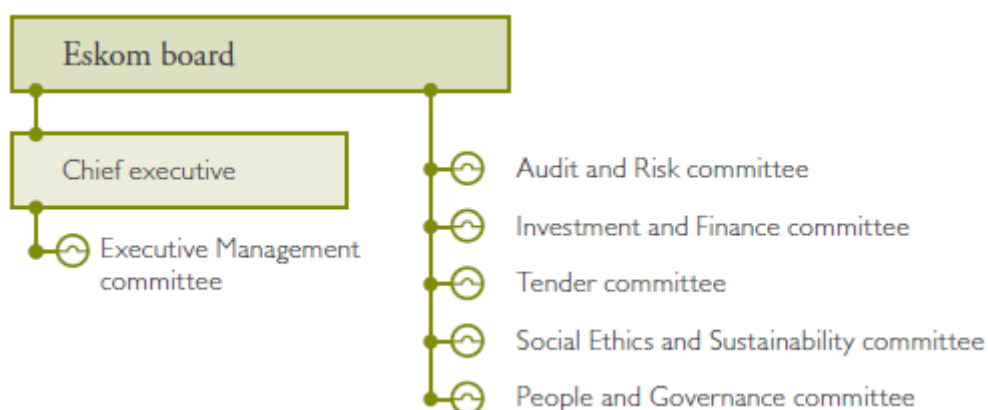 Eskom board
Chief executive
Executive Management
committee
Audit and Risk committee
Investment and Finance committee
Tender committee
Social Ethics and Sustainability committee
People and Governance committee